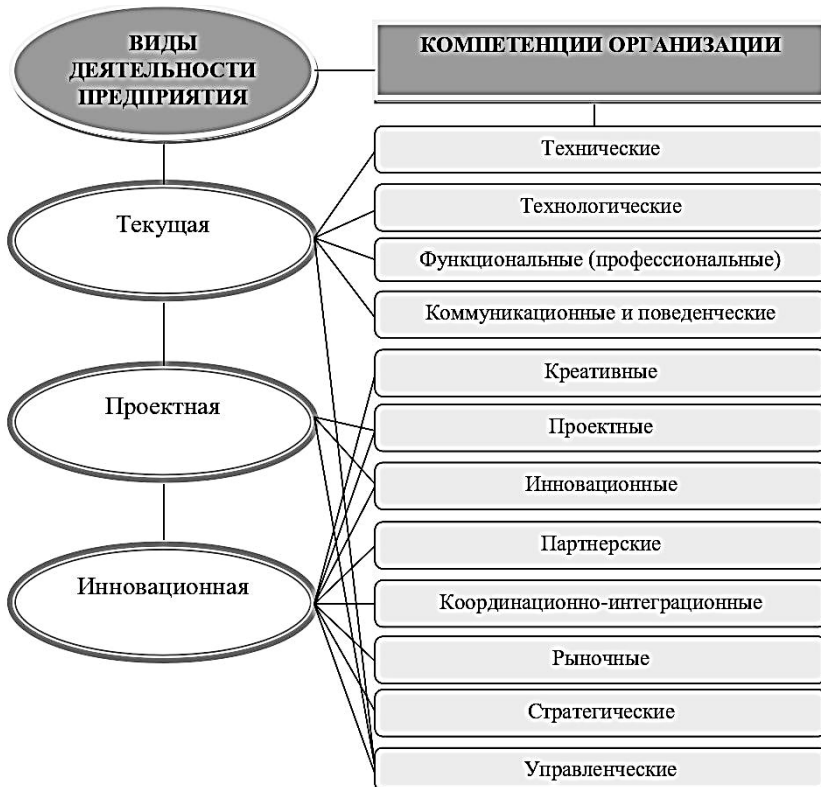 ВИДЫ
ДЕЯТЕЛЬНОСТИ
ПРЕДПРИЯТИЯ
КОМПЕТЕНЦИИ ОРГАНИЗАЦИИ
Текущая
Проектная
Инновационная
Технические
Технологические
Функциональные (профессиональные)
Коммуникационные и поведенческие
Креативные
Проектные
Инновационные
Партнерские
Координационно-интеграционные
Рыночные
Стратегические
Управленческие